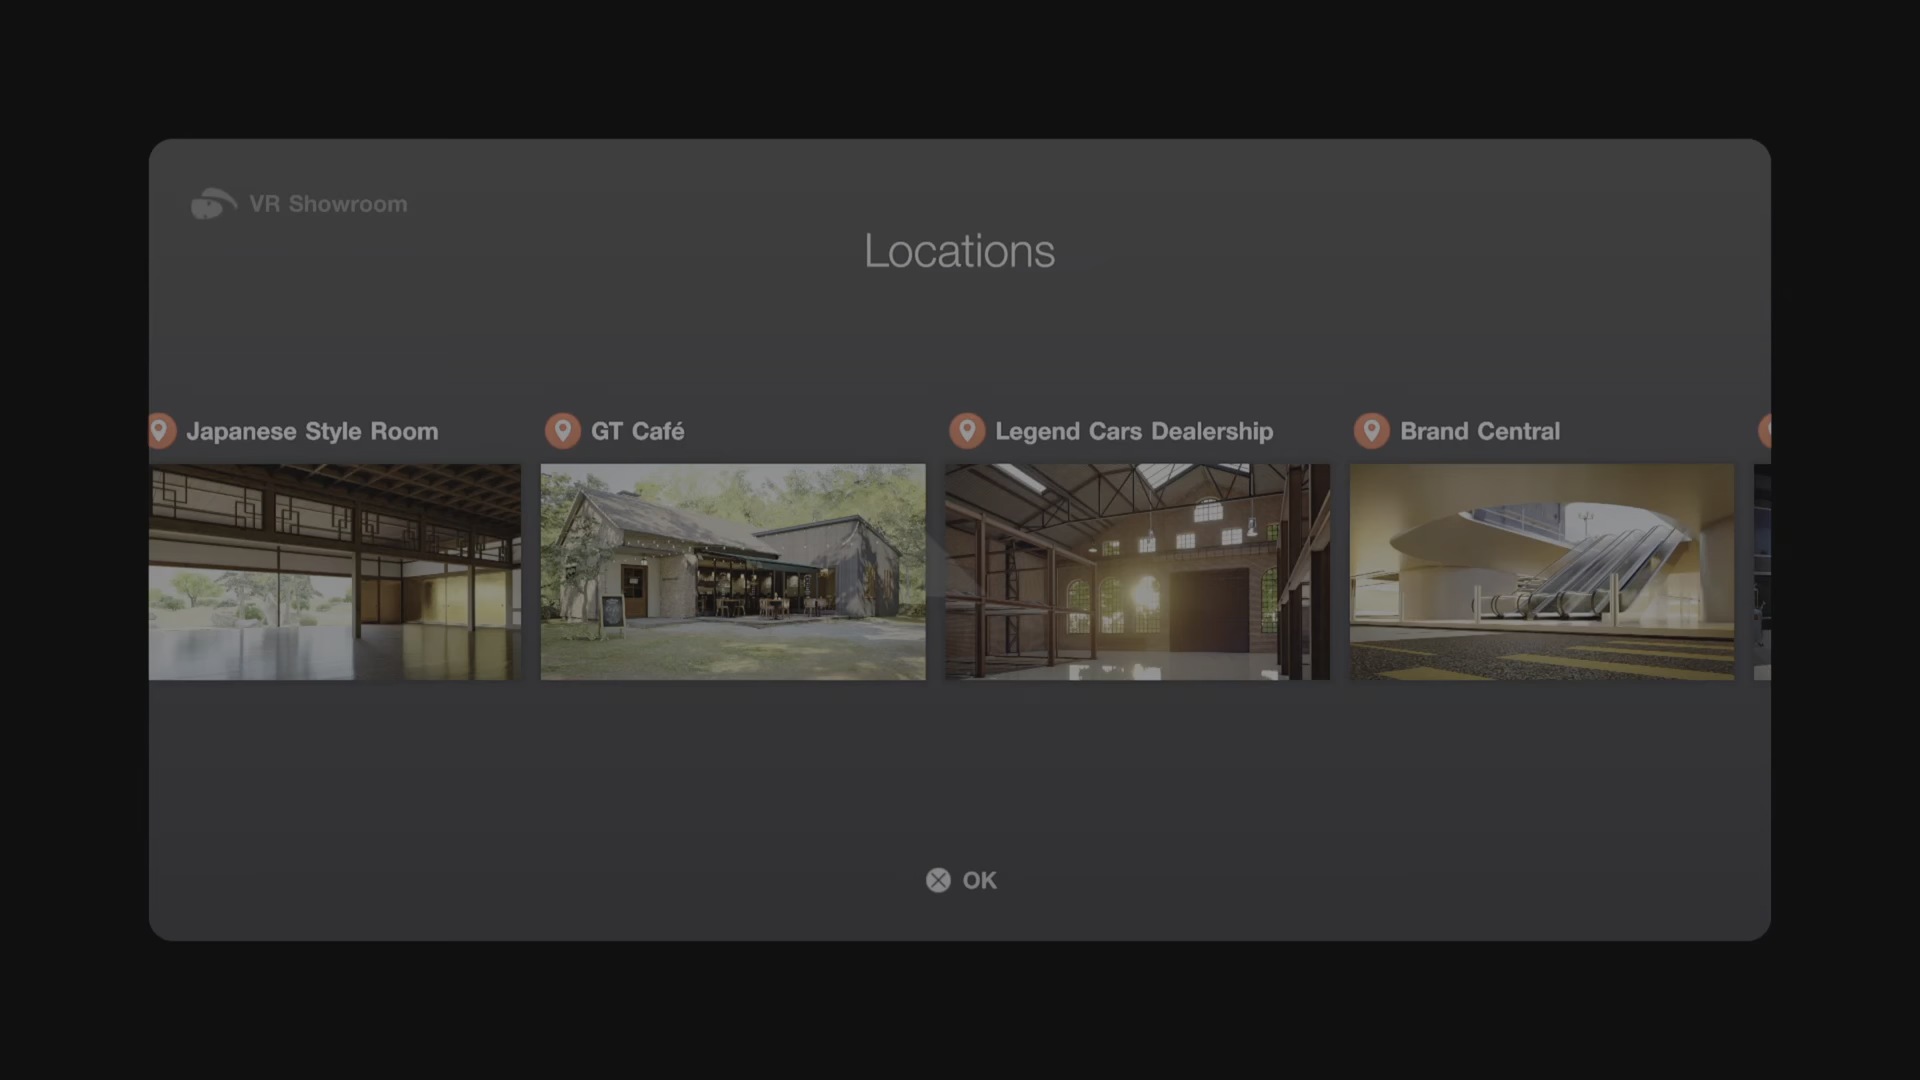 VR Showroom
Locations
Japanese Style Room
GT Café
Legend Cars Dealership
Brand Central
OK